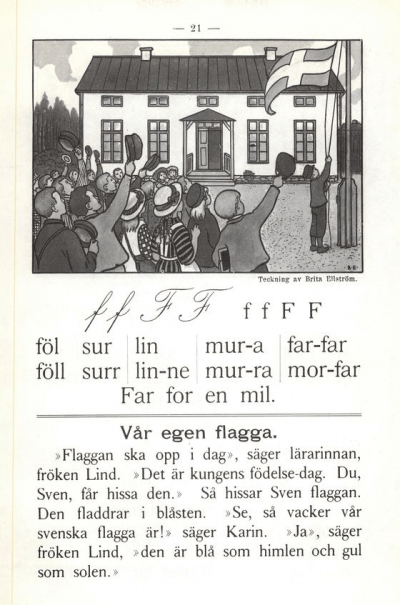 — 21 —
Teckning av Brita Ellström.
f f F F f f F F
föl sur lin mur-a far-far
föll surr lin-ne mur-ra mor-far
Far for en mil.
Vår egen flagga.
»Flaggan ska opp i dag», säger lärarinnan,
fröken Lind. »Det är kungens födelse-dag. Du,
Sven, får hissa den.» Så hissar Sven flaggan.
Den fladdrar i blåsten. »Se, så vacker vår
svenska flagga är!» säger Karin. »Ja», säger
fröken Lind, »den är blå som himlen och gul
som solen.»